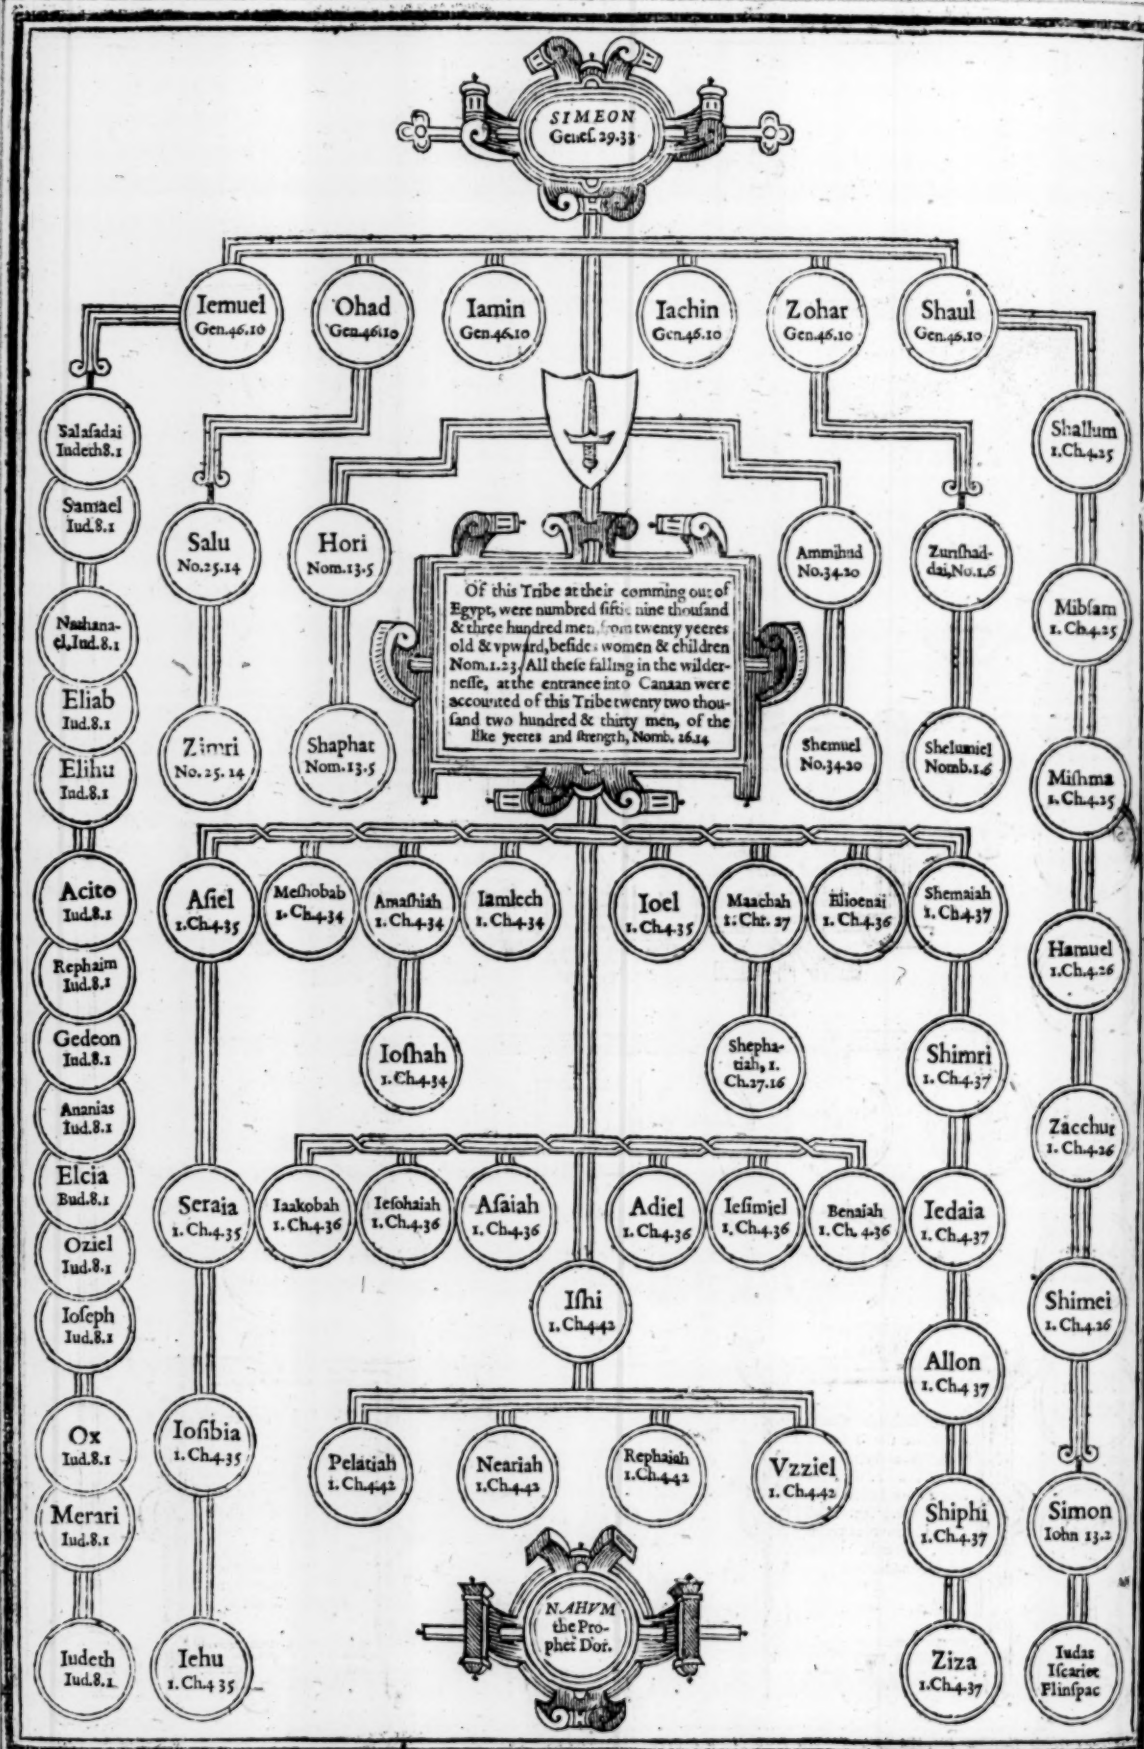 SIMEON
Geneſ. 29.33
Iemuel
Gen.46.10
Ohad
Gen.46.10
Iamin
Gen.46.10
Iachin
Gen.46.10
Zohar
Gen.46.10
Shaul
Gen.46.10
Salaſadai
Iudeth 8.1
Samael
Iud.8.1
Nathana-
el, Iud.8.1
Eliab
Iud.8.1
Elihu
Iud.8.1
Acito
Iud.8.1
Rephaim
Iud.8.1
Gedeon
Iud.8.1
Ananias
Iud.8.1
Elcia
Bud.8.1
Oziel
Iud.8.1
Ioſeph
Iud.8.1
Ox
Iud.8.1
Merari
Iud.8.1
Iudeth
Iud.8.1
Salu
No.25.14
Zimri
No.25.14
Hori
Nom.13.5
Shaphat
Nom.13.5
Of this Tribe at their comming out of
Egypt, were numbred fiftie nine thouſand
& three hundred men, from twenty yeeres
old & vpward, beſides women & children
Nom.1.23. All theſe falling in the wilder-
neſſe, at the entrance into Canaan were
accounted of this Tribe twenty two thou-
ſand two hundred & thirty men, of the
like yeeres and ſtrength, Nomb. 26.14
Ammihud
No.34.20
Shemuel
No.34.20
Zuriſhad-
dai, No.1.6
Shelumiel
Nomb.1.6
Shallum
1.Ch.4.25
Mibſam
1.Ch.4.25
Miſhma
1.Ch.4.25
Hamuel
1.Ch.4.26
Zacchur
1.Ch.4.26
Shimei
1.Ch.4.26
Simon
Iohn 13.2
Iudas
Iſcariot
Aſiel
1.Ch.4.35
Meſhobab
1.Ch.4.34
Amaſhiah
1.Ch.4.34
Iamlech
1.Ch.4.34
Ioel
1.Ch.4.35
Maachah
1.Chr.27
Elioenai
1.Ch.4.36
Shemaiah
1.Ch.4.37
Ioſhah
1.Ch.4.34
Shepha-
tiah, 1.
Ch.27.16
Shimri
1.Ch.4.37
Seraia
1.Ch.4.35
Iaakobah
1.Ch.4.36
Ieſohaiah
1.Ch.4.36
Aſaiah
1.Ch.4.36
Adiel
1.Ch.4.36
Ieſimiel
1.Ch.4.36
Benaiah
1.Ch.4.36
Iedaia
1.Ch.4.37
Iſhi
1.Ch.4.42
Allon
1.Ch.4 37
Ioſibia
1.Ch.4.35
Pelatiah
1.Ch.4.42
Neariah
1.Ch.4.42
Rephaiah
1.Ch.4.42
Vzziel
1.Ch.4.42
Shiphi
1.Ch.4.37
NAHVM
the Pro-
phet Dor.
Iehu
1.Ch.4 35
Ziza
1.Ch.4.37